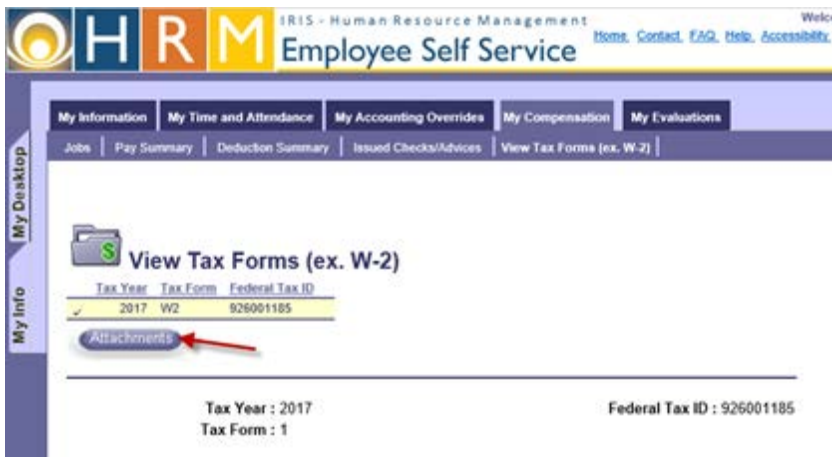 HRM
IRIS - Human Resource Management
Employee Self Service
Welco
Home Contact FAQ Help Accessibility
My Information My Time and Attendance My Accounting Overrides My Compensation My Evaluations
Jobs Pay Summary Deduction Summary Issued Checks/Advices View Tax Forms (ex. W-2)
My Desktop
My Info
$ View Tax Forms (ex. W-2)
Tax Year Tax Form Federal Tax ID
2017 W2 926001185
Attachments
Tax Year : 2017 Federal Tax ID : 926001185
Tax Form : 1